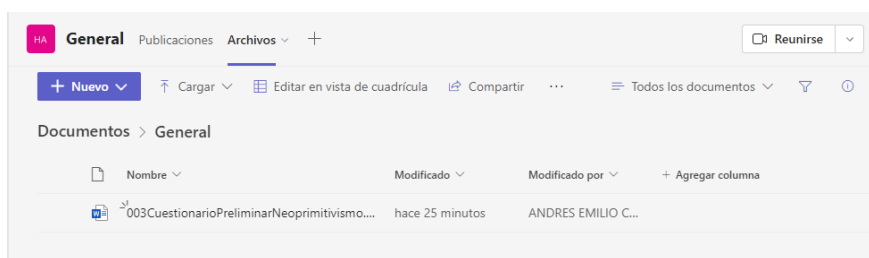 HA General Publicaciones Archivos Reunirse
Nuevo Cargar Editar en vista de cuadrícula Compartir ... Todos los documentos
Documentos > General
Nombre Modificado Modificado por + Agregar columna
003CuestionarioPreliminarNeoprimitivismo.... hace 25 minutos ANDRES EMILIO C...